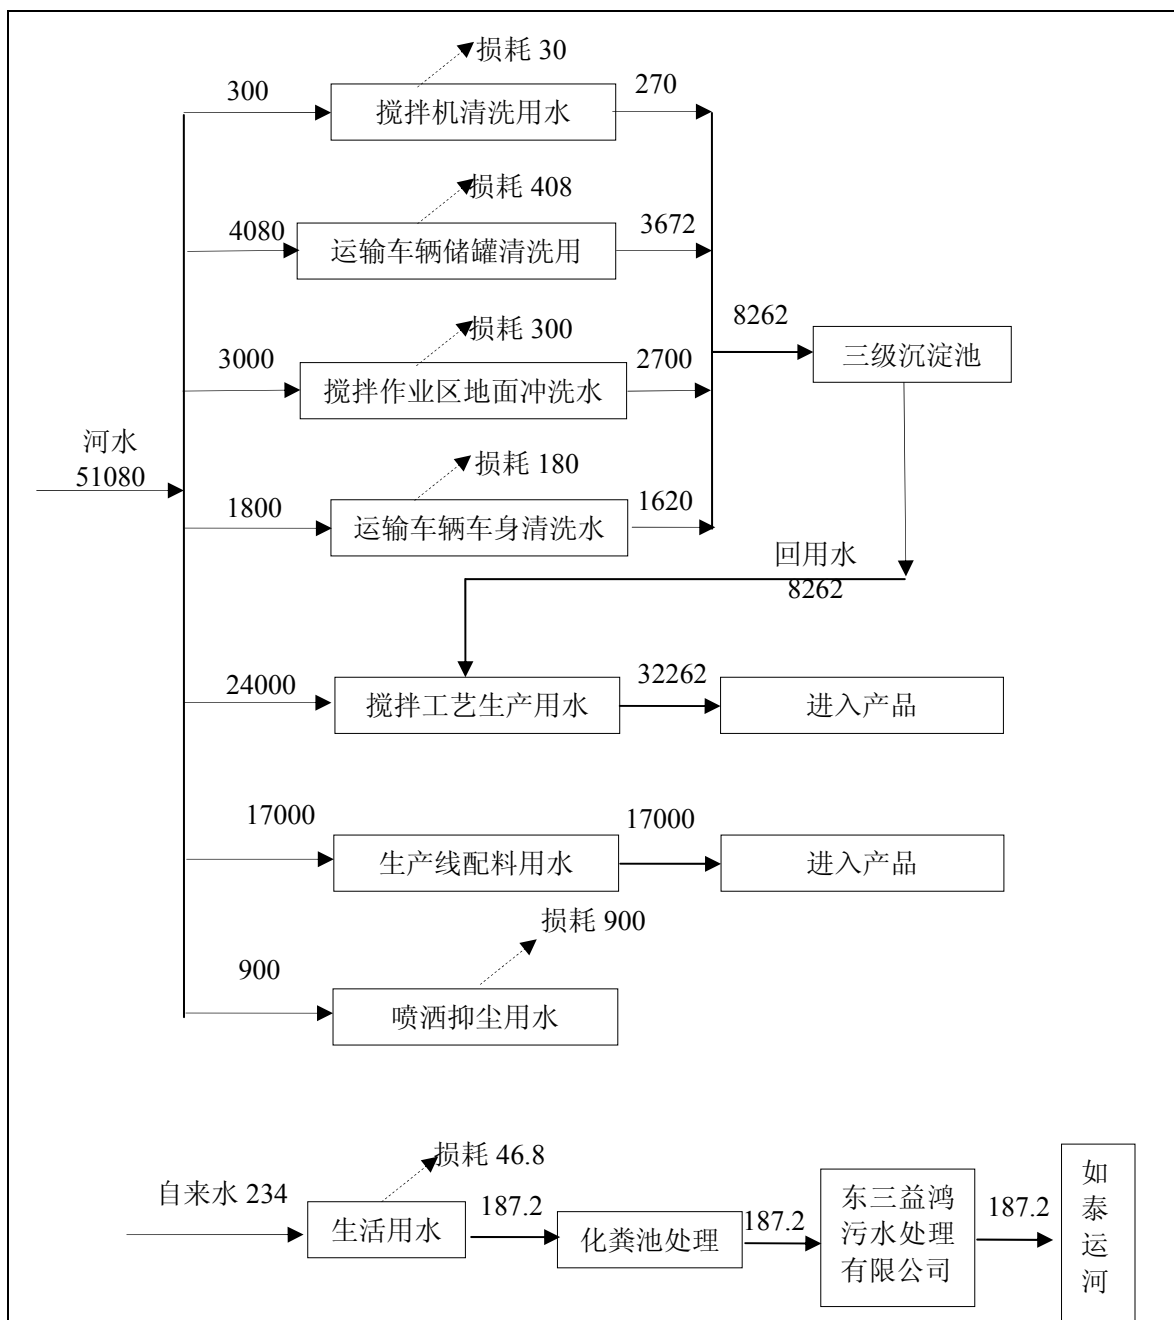 损耗 30
300
搅拌机清洗用水
270
损耗 408
4080
运输车辆储罐清洗用
3672
损耗 300
3000
搅拌作业区地面冲洗水
2700
8262
三级沉淀池
河水
51080
损耗 180
1800
运输车辆车身清洗水
1620
回用水
8262
24000
搅拌工艺生产用水
32262
进入产品
17000
生产线配料用水
17000
进入产品
损耗 900
900
喷洒抑尘用水
损耗 46.8
自来水 234
生活用水
187.2
化粪池处理
187.2
东三益鸿
污水处理
有限公司
187.2
如
泰
运
河